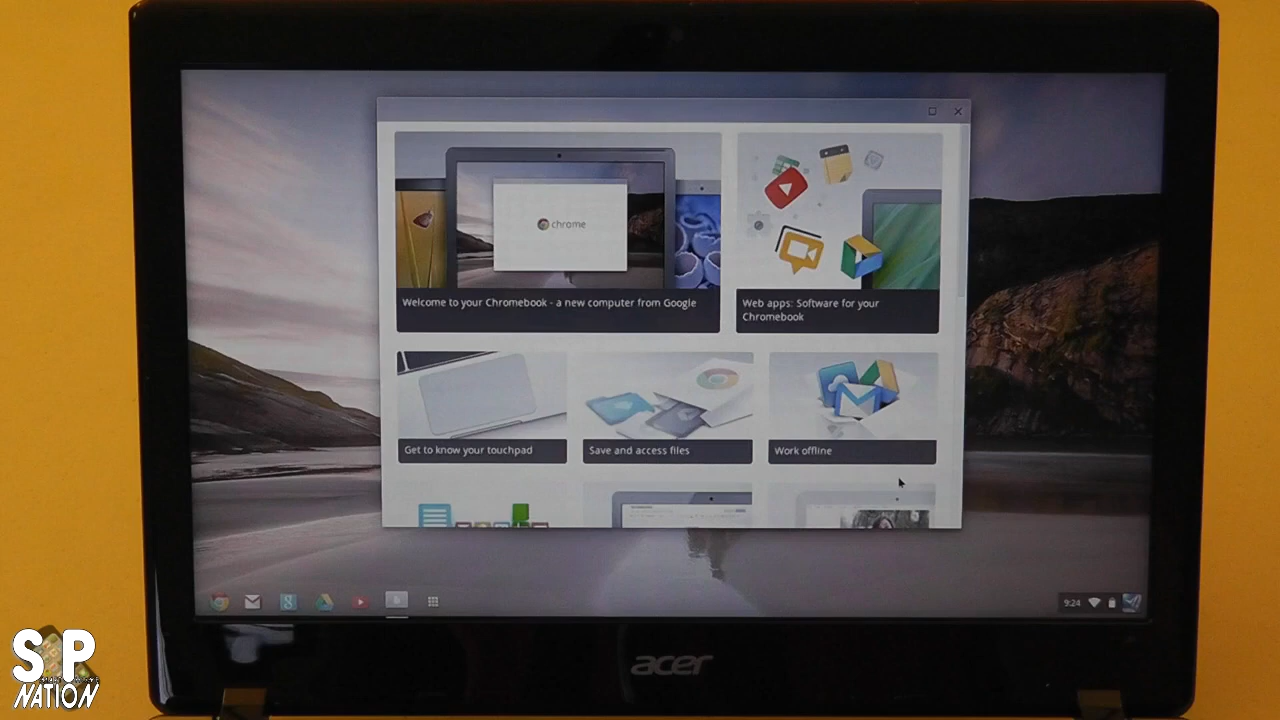 chrome
Welcome to your Chromebook - a new computer from Google
Web apps: Software for your
Chromebook
Get to know your touchpad
Save and access files
Work offline
8
9:24
acer
SP
NATION